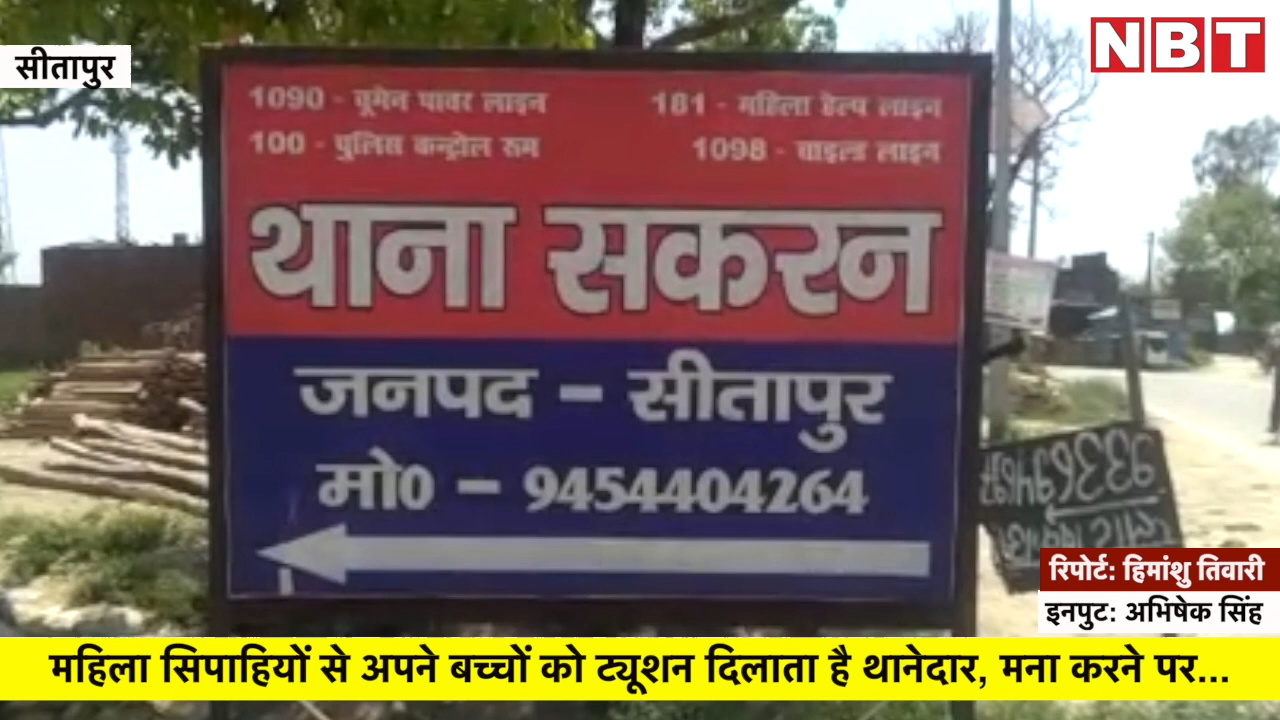 सीतापुर
NBT
1090 - वूमेन पावर लाइन
181 - महिला हेल्प लाइन
100 - पुलिस कन्ट्रोल रूम
1098 - चाइल्ड लाइन
थाना सकरन
जनपद - सीतापुर
मो0 - 9454404264
रिपोर्ट: हिमांशु तिवारी
इनपुट: अभिषेक सिंह
महिला सिपाहियों से अपने बच्चों को ट्यूशन दिलाता है थानेदार, मना करने पर...